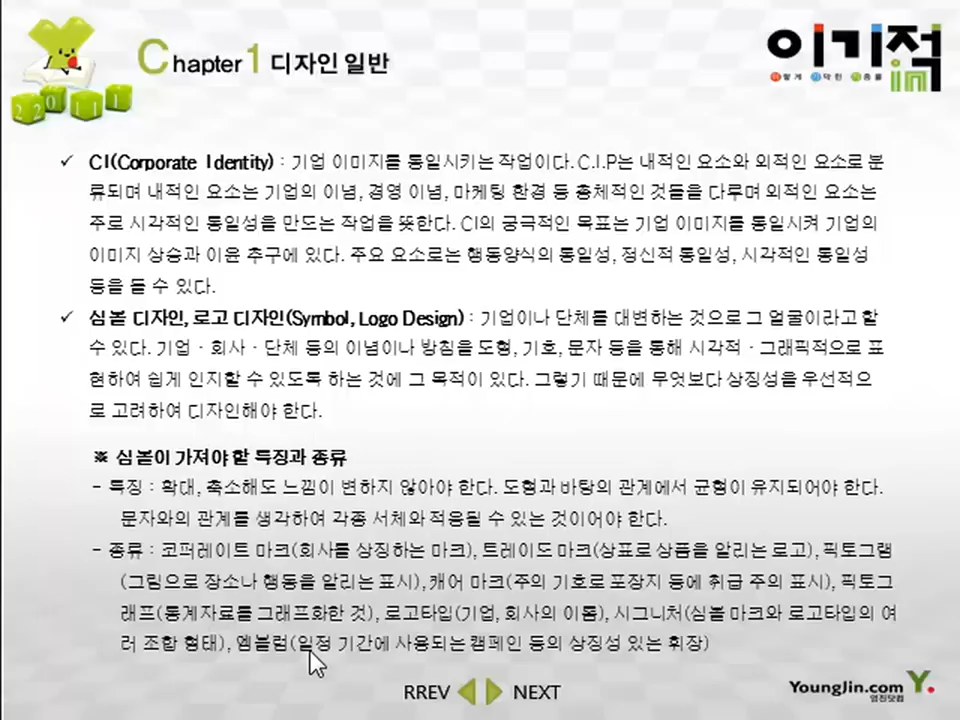 Chapter1 디자인 일반
이기적in
이렇게 기막힌 적중률
2 2 0 1 1 1
✓ CI(Corporate Identity) : 기업 이미지를 통일시키는 작업이다. C.I.P는 내적인 요소와 외적인 요소로 분
류되며 내적인 요소는 기업의 이념, 경영 이념, 마케팅 환경 등 총체적인 것들을 다루며 외적인 요소는
주로 시각적인 통일성을 만드는 작업을 뜻한다. CI의 궁극적인 목표는 기업 이미지를 통일시켜 기업의
이미지 상승과 이윤 추구에 있다. 주요 요소로는 행동양식의 통일성, 정신적 통일성, 시각적인 통일성
등을 들 수 있다.
✓ 심볼 디자인, 로고 디자인(Symbol, Logo Design) : 기업이나 단체를 대변하는 것으로 그 얼굴이라고 할
수 있다. 기업 · 회사 · 단체 등의 이념이나 방침을 도형, 기호, 문자 등을 통해 시각적 · 그래픽적으로 표
현하여 쉽게 인지할 수 있도록 하는 것에 그 목적이 있다. 그렇기 때문에 무엇보다 상징성을 우선적으
로 고려하여 디자인해야 한다.
※ 심볼이 가져야 할 특징과 종류
- 특징 : 확대, 축소해도 느낌이 변하지 않아야 한다. 도형과 바탕의 관계에서 균형이 유지되어야 한다.
문자와의 관계를 생각하여 각종 서체와 적응될 수 있는 것이어야 한다.
- 종류 : 코퍼레이트 마크(회사를 상징하는 마크), 트레이드 마크(상표로 상품을 알리는 로고), 픽토그램
(그림으로 장소나 행동을 알리는 표시), 캐어 마크(주의 기호로 포장지 등에 취급 주의 표시), 픽토그
래프(통계자료를 그래프화한 것), 로고타입(기업, 회사의 이름), 시그니처(심볼 마크와 로고타입의 여
러 조합 형태), 엠블럼(일정 기간에 사용되는 캠페인 등의 상징성 있는 휘장)
RREV NEXT
YoungJin.com Y.
영진닷컴